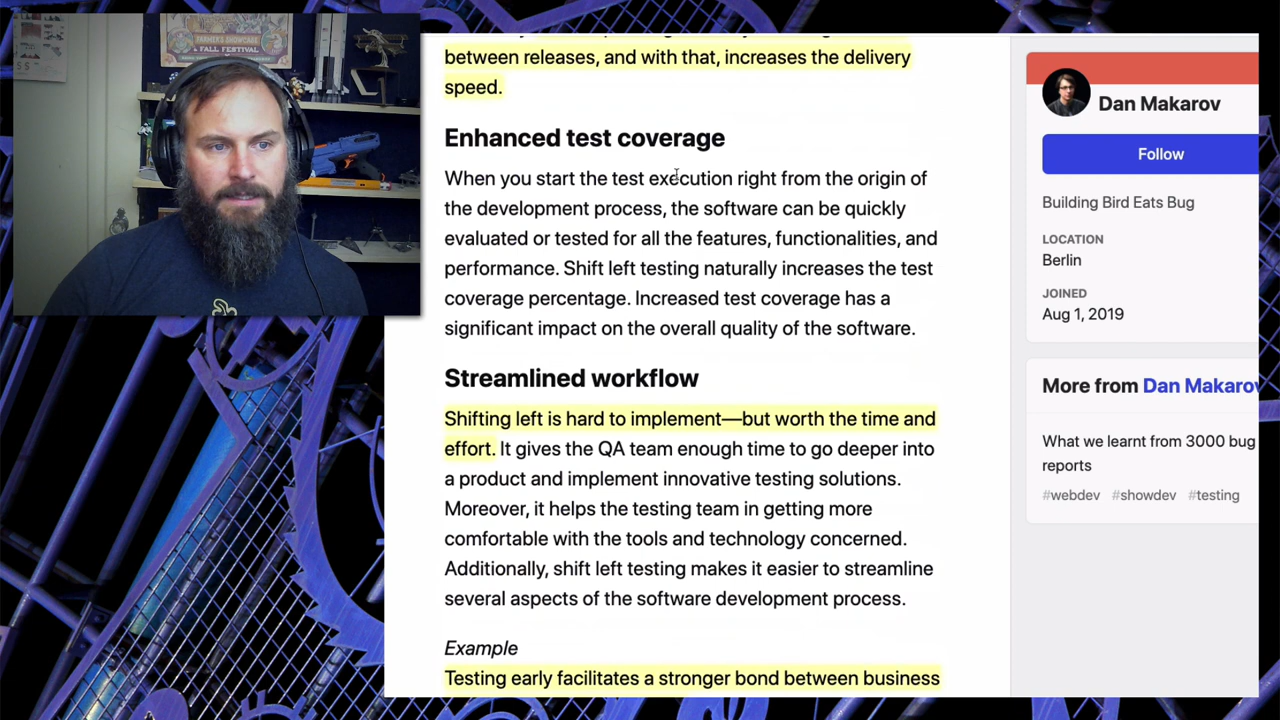 FARMER'S SHOWCASE
FALL FESTIVAL
between releases, and with that, increases the delivery
speed.
Enhanced test coverage
When you start the test execution right from the origin of
the development process, the software can be quickly
evaluated or tested for all the features, functionalities, and
performance. Shift left testing naturally increases the test
coverage percentage. Increased test coverage has a
significant impact on the overall quality of the software.
Streamlined workflow
Shifting left is hard to implement—but worth the time and
effort. It gives the QA team enough time to go deeper into
a product and implement innovative testing solutions.
Moreover, it helps the testing team in getting more
comfortable with the tools and technology concerned.
Additionally, shift left testing makes it easier to streamline
several aspects of the software development process.
Example
Testing early facilitates a stronger bond between business
Dan Makarov
Follow
Building Bird Eats Bug
LOCATION
Berlin
JOINED
Aug 1, 2019
More from Dan Makarov
What we learnt from 3000 bug
reports
#webdev #showdev #testing